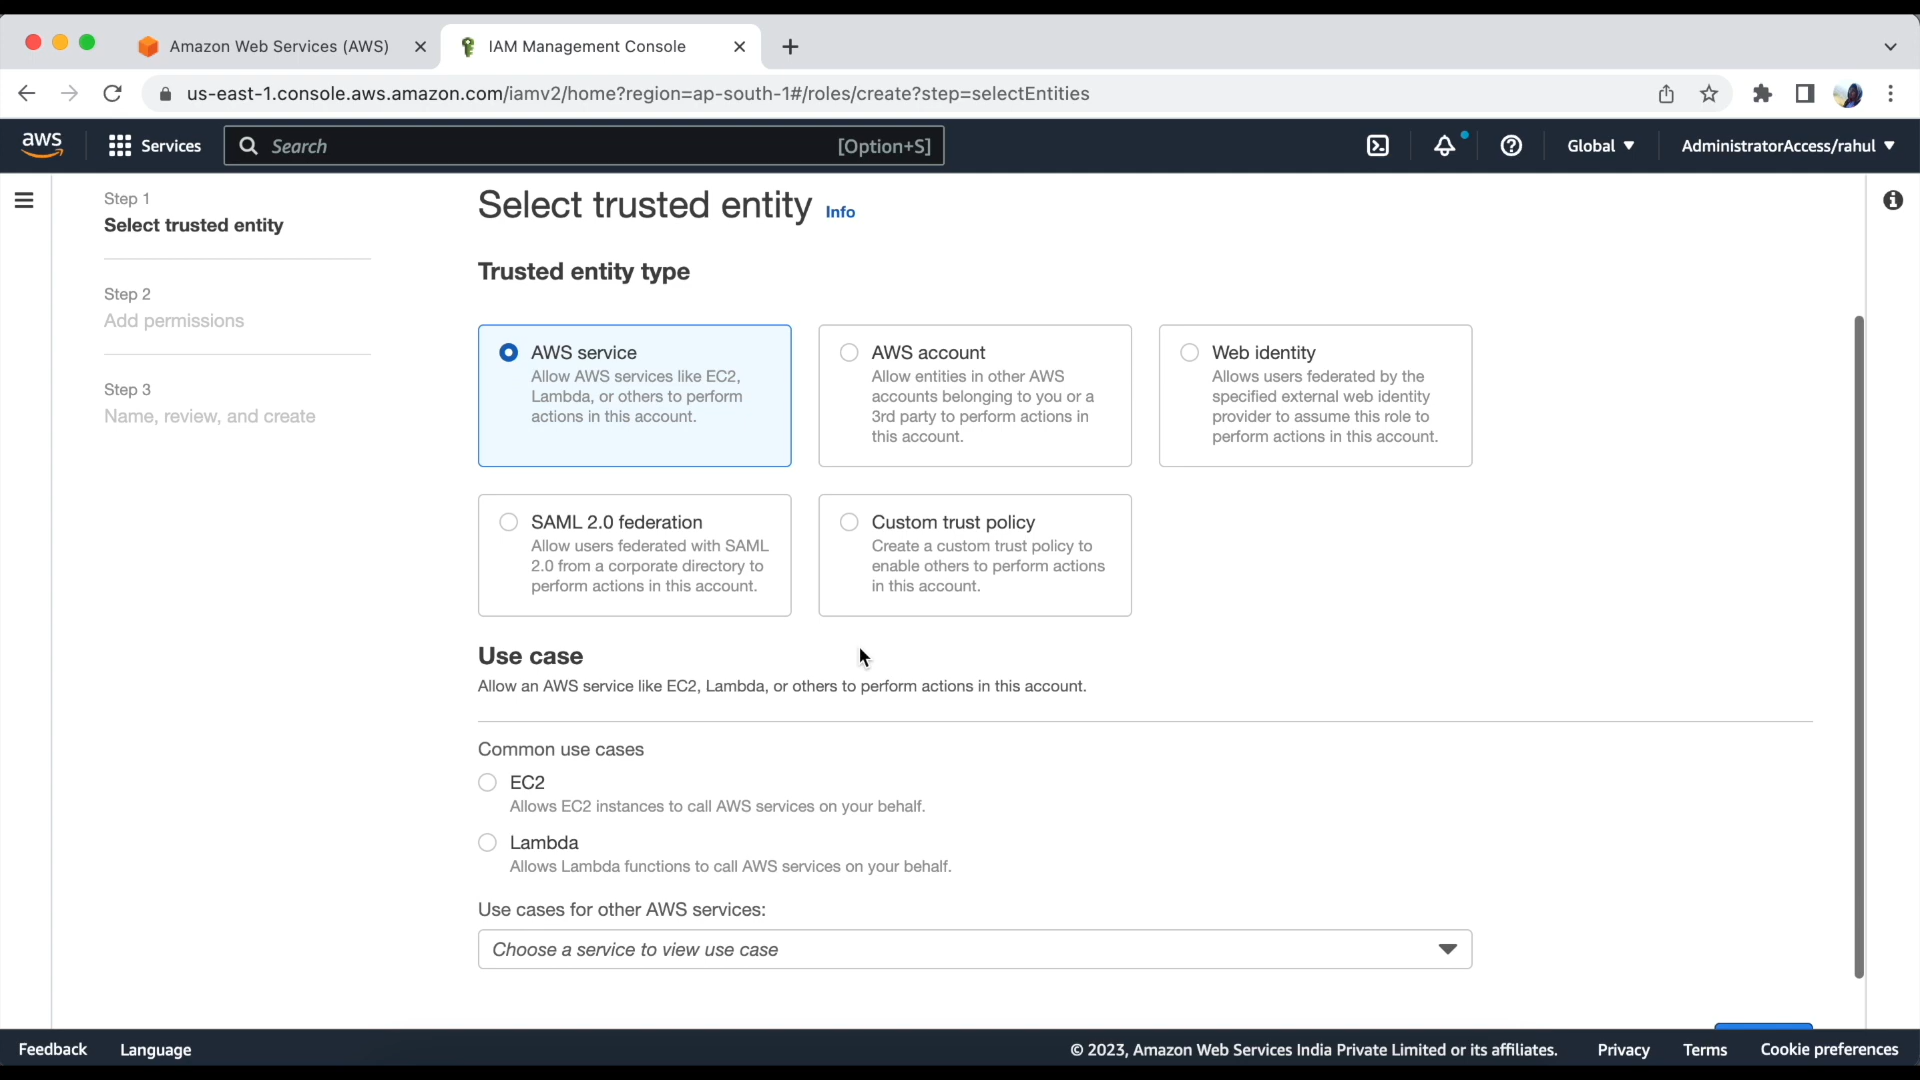 Amazon Web Services (AWS)
IAM Management Console
us-east-1.console.aws.amazon.com/iamv2/home?region=ap-south-1#/roles/create?step=selectEntities
aws
Services
Search
[Option+S]
Global
AdministratorAccess/rahul
Step 1
Select trusted entity
Step 2
Add permissions
Step 3
Name, review, and create
Select trusted entity Info
Trusted entity type
AWS service
Allow AWS services like EC2,
Lambda, or others to perform
actions in this account.
AWS account
Allow entities in other AWS
accounts belonging to you or a
3rd party to perform actions in
this account.
Web identity
Allows users federated by the
specified external web identity
provider to assume this role to
perform actions in this account.
SAML 2.0 federation
Allow users federated with SAML
2.0 from a corporate directory to
perform actions in this account.
Custom trust policy
Create a custom trust policy to
enable others to perform actions
in this account.
Use case
Allow an AWS service like EC2, Lambda, or others to perform actions in this account.
Common use cases
EC2
Allows EC2 instances to call AWS services on your behalf.
Lambda
Allows Lambda functions to call AWS services on your behalf.
Use cases for other AWS services:
Choose a service to view use case
Feedback
Language
© 2023, Amazon Web Services India Private Limited or its affiliates.
Privacy
Terms
Cookie preferences